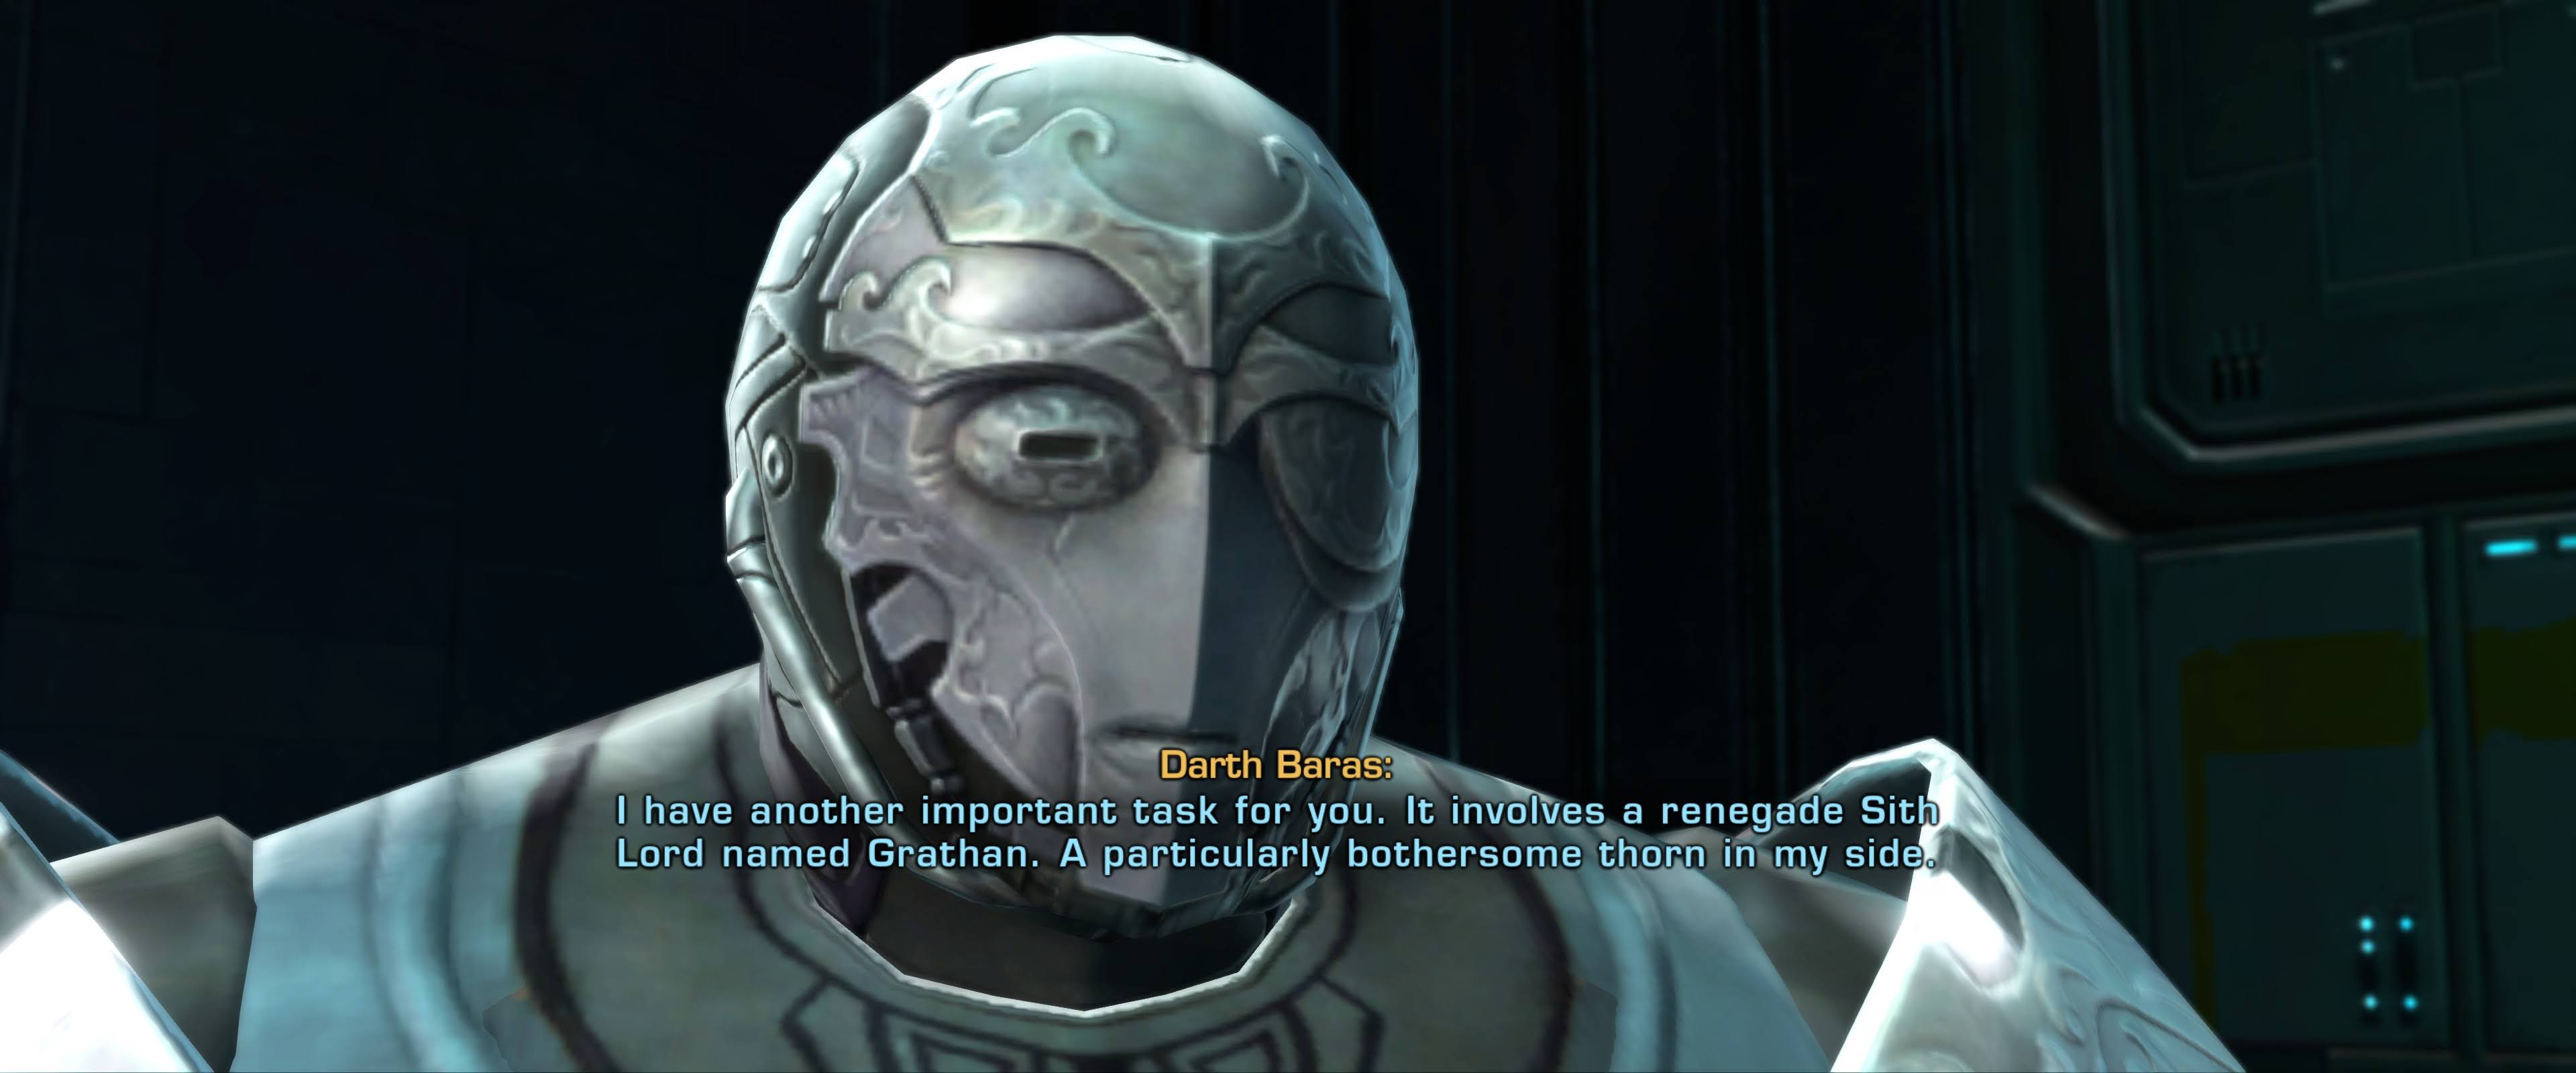 Darth Baras:
I have another important task for you. It involves a renegade Sith
Lord named Grathan. A particularly bothersome thorn in my side.